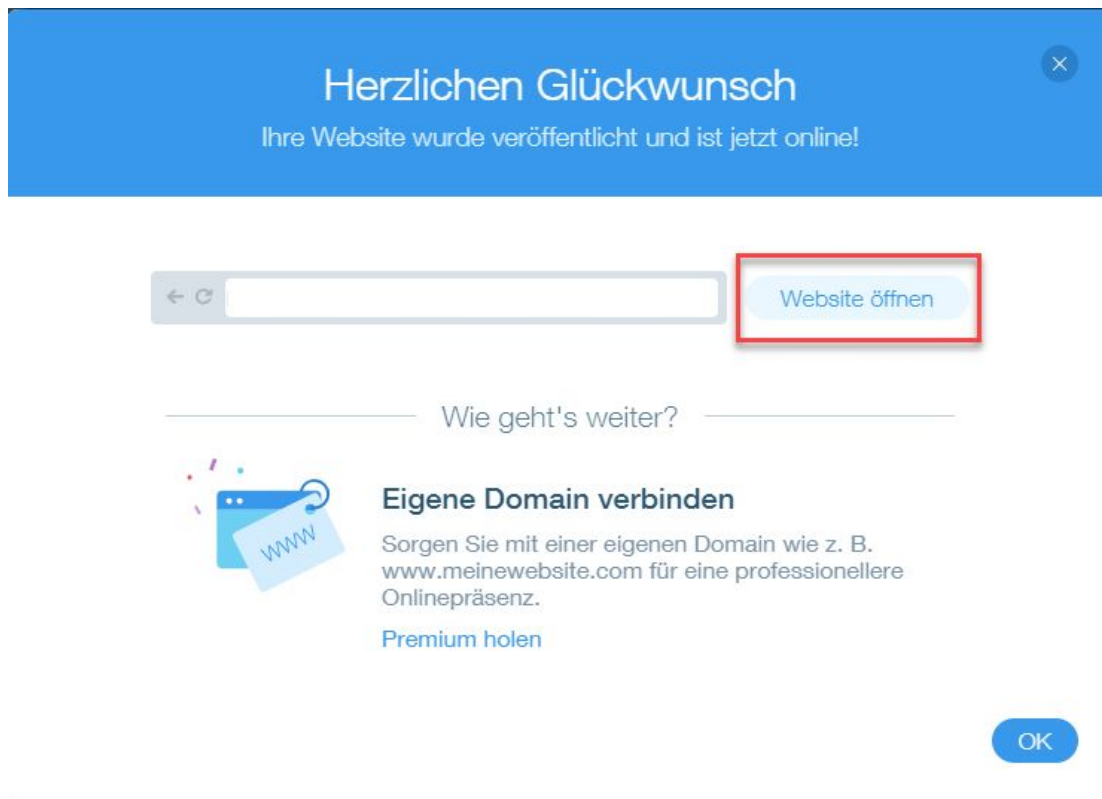 Herzlichen Glückwunsch
Ihre Website wurde veröffentlicht und ist jetzt online!
Website öffnen
Wie geht's weiter?
www
Eigene Domain verbinden
Sorgen Sie mit einer eigenen Domain wie z. B.
www.meinewebsite.com für eine professionellere
Onlinepräsenz.
Premium holen
OK